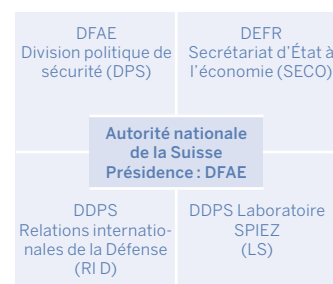 DFAE
Division politique de
sécurité (DPS)
DEFR
Secrétariat d’État à
l’économie (SECO)
Autorité nationale
de la Suisse
Présidence : DFAE
DDPS
Relations internatio-
nales de la Défense
(RI D)
DDPS Laboratoire
SPIEZ
(LS)